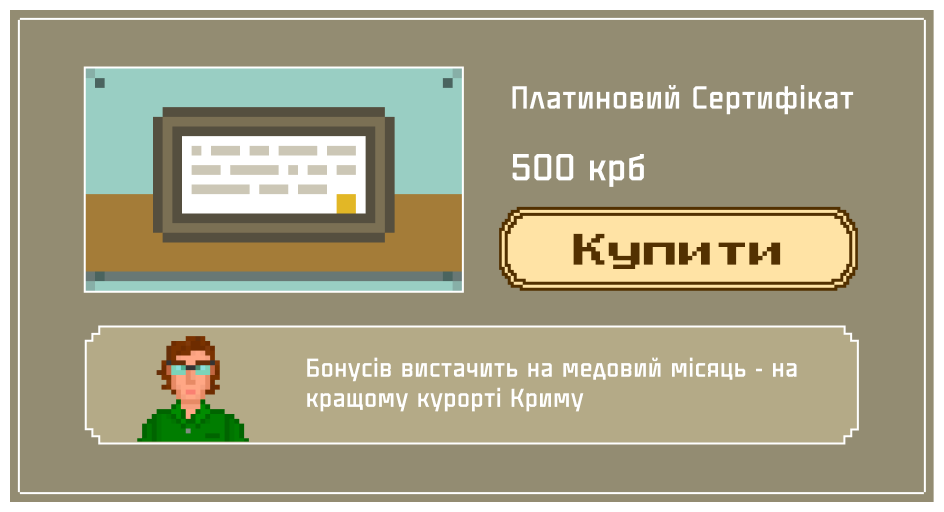 Платиновий Сертифікат
500 крб
Купити
Бонусів вистачить на медовий місяць - на
кращому курорті Криму